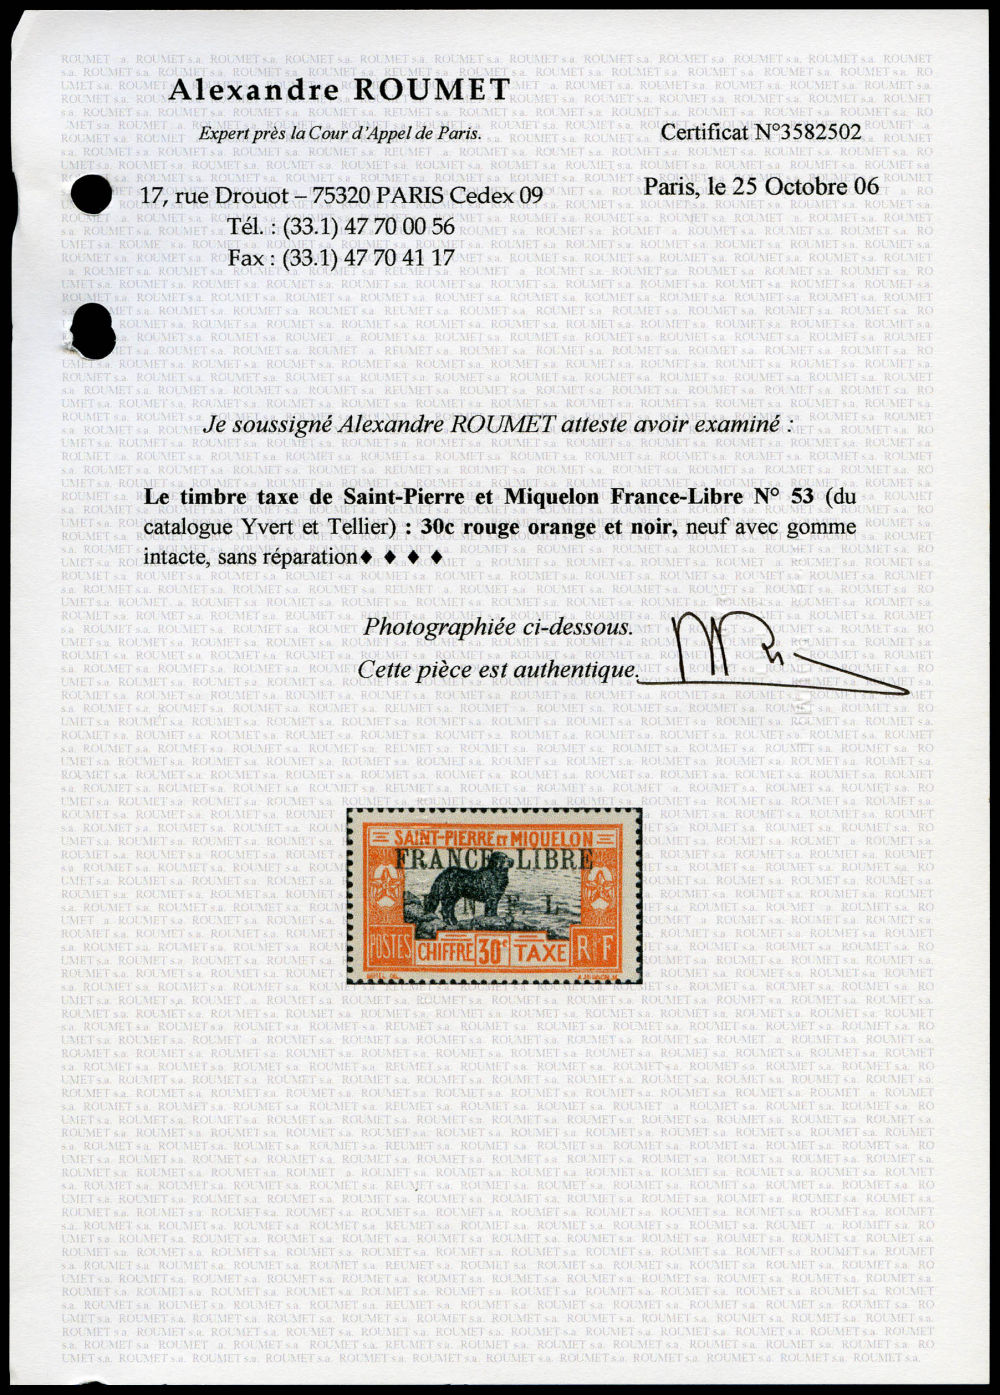 Alexandre ROUMET
Expert près la Cour d'Appel de Paris.
Certificat N°3582502
17, rue Drouot – 75320 PARIS Cedex 09
Paris, le 25 Octobre 06
Tél. : (33.1) 47 70 00 56
Fax : (33.1) 47 70 41 17
Je soussigné Alexandre ROUMET atteste avoir examiné :
Le timbre taxe de Saint-Pierre et Miquelon France-Libre N° 53 (du
catalogue Yvert et Tellier) : 30c rouge orange et noir, neuf avec gomme
intacte, sans réparation♦ ♦ ♦ ♦
Photographiée ci-dessous.
Cette pièce est authentique.
SAINT-PIERRE ET MIQUELON
FRANCE LIBRE
N F L
POSTES CHIFFRE 30c TAXE R F